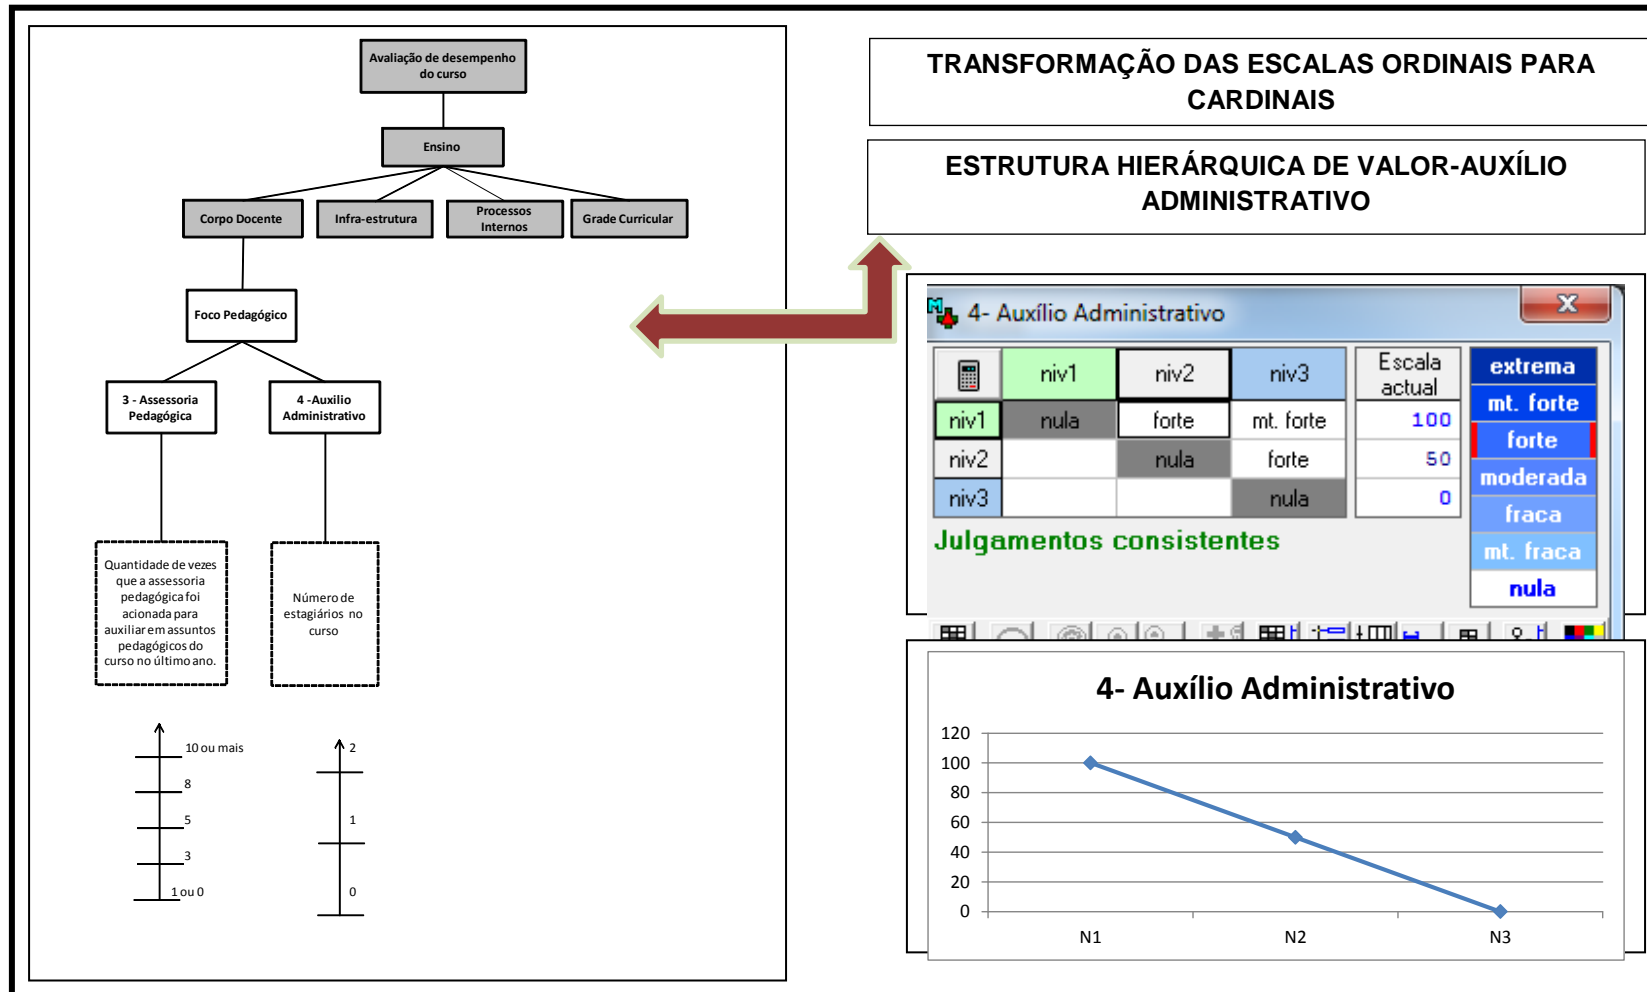 Avaliação de desempenho
do curso
Ensino
Corpo Docente
Infra-estrutura
Processos
Internos
Grade Curricular
Foco Pedagógico
3 - Assessoria
Pedagógica
4 -Auxilio
Administrativo
Quantidade de vezes
que a assessoria
pedagógica foi
acionada para
auxiliar em assuntos
pedagógicos do
curso no último ano.
Número de
estagiários no
curso
10 ou mais
8
5
3
1 ou 0
2
1
0
TRANSFORMAÇÃO DAS ESCALAS ORDINAIS PARA
CARDINAIS
ESTRUTURA HIERÁRQUICA DE VALOR-AUXÍLIO
ADMINISTRATIVO
4- Auxílio Administrativo
niv1 niv2 niv3 Escala actual
niv1 nula forte mt. forte 100
niv2 nula forte 50
niv3 nula 0
Julgamentos consistentes
extrema
mt. forte
forte
moderada
fraca
mt. fraca
nula
4- Auxílio Administrativo
120
100
80
60
40
20
0
N1 N2 N3